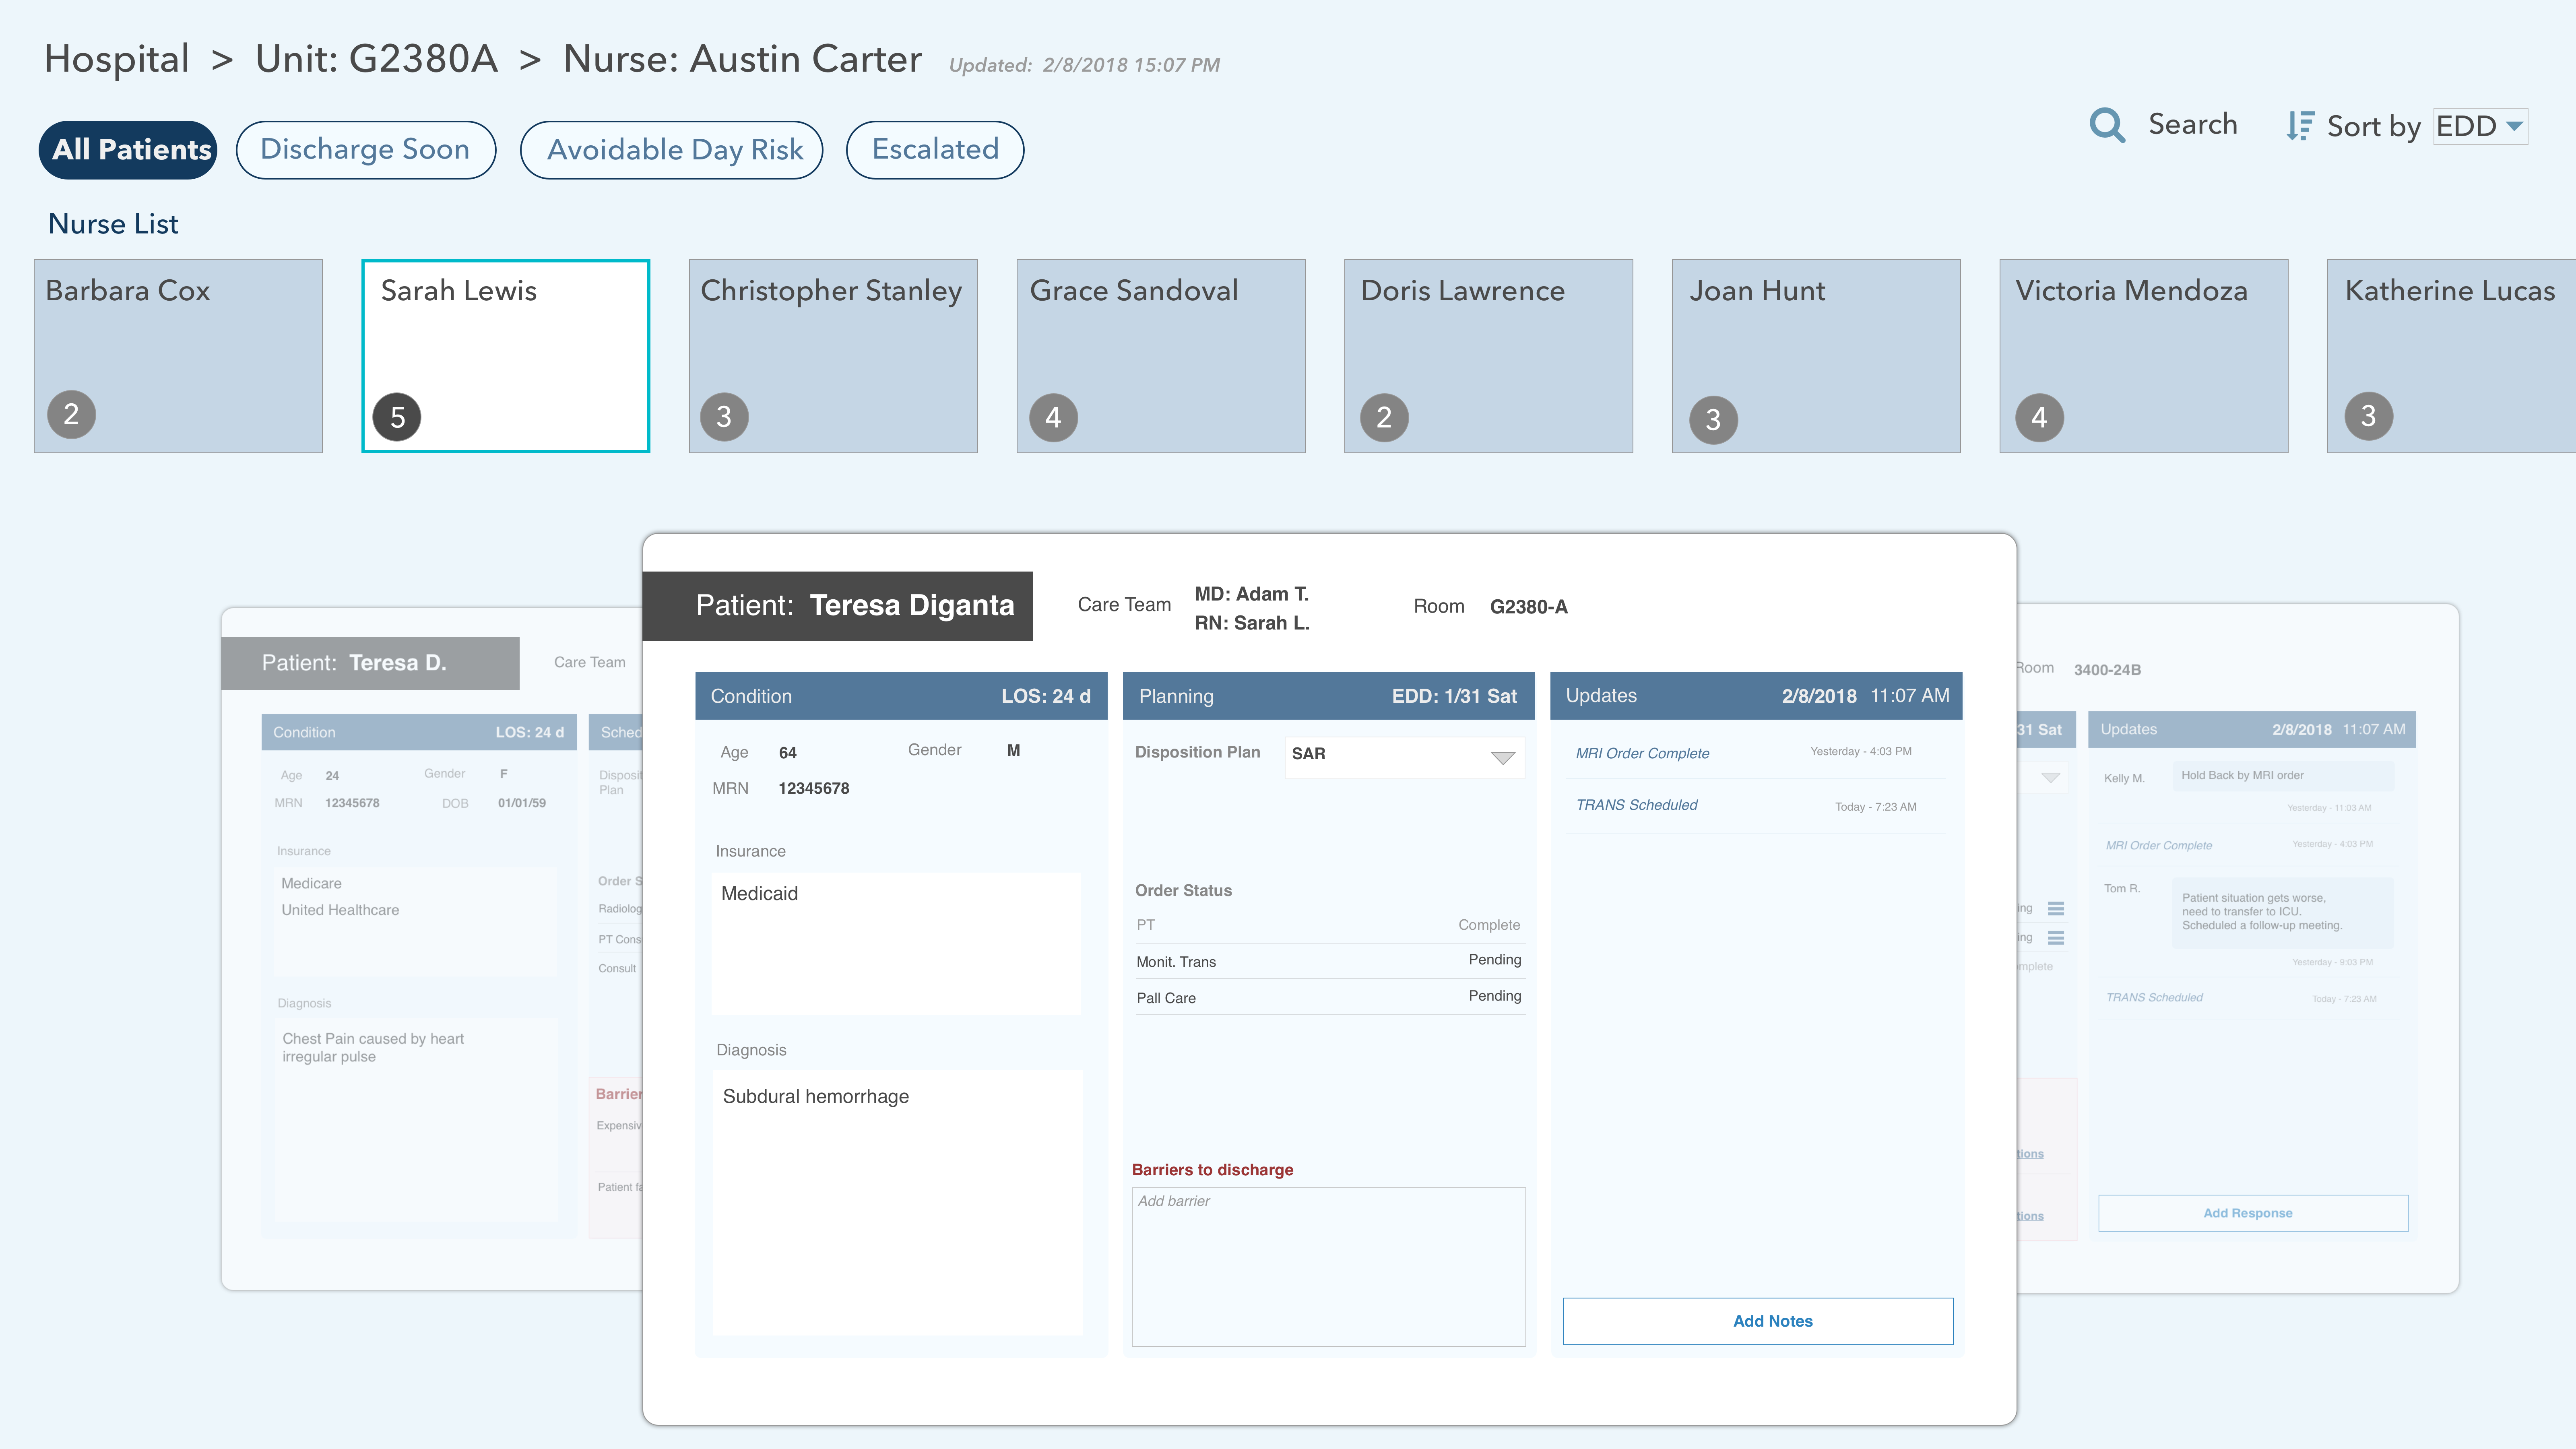 Hospital > Unit: G2380A > Nurse: Austin Carter Updated: 2/8/2018 15:07 PM
All Patients Discharge Soon Avoidable Day Risk Escalated
Search Sort by EDD
Nurse List
Barbara Cox
2
Sarah Lewis
5
Christopher Stanley
3
Grace Sandoval
4
Doris Lawrence
2
Joan Hunt
3
Victoria Mendoza
4
Katherine Lucas
3
Patient: Teresa D. Care Team
Condition LOS: 24 d
Age 24 Gender F
MRN 12345678 DOB 01/01/59
Insurance
Medicare
United Healthcare
Diagnosis
Chest Pain caused by heart
irregular pulse
Sched
Disposit
Plan
Order S
Radiolog
PT Cons
Consult
Barrier
Expensiv
Patient fa
Patient: Teresa Diganta
Care Team MD: Adam T.
RN: Sarah L.
Room G2380-A
Condition LOS: 24 d
Age 64 Gender M
MRN 12345678
Insurance
Medicaid
Diagnosis
Subdural hemorrhage
Planning EDD: 1/31 Sat
Disposition Plan SAR
Order Status
PT Complete
Monit. Trans Pending
Pall Care Pending
Barriers to discharge
Add barrier
Updates 2/8/2018 11:07 AM
MRI Order Complete Yesterday - 4:03 PM
TRANS Scheduled Today - 7:23 AM
Add Notes
Room 3400-24B
31 Sat
ing
ing
mplete
tions
tions
Updates 2/8/2018 11:07 AM
Kelly M. Hold Back by MRI order
Yesterday - 11:03 AM
MRI Order Complete Yesterday - 4:03 PM
Tom R. Patient situation gets worse,
need to transfer to ICU.
Scheduled a follow-up meeting.
Yesterday - 9:03 PM
TRANS Scheduled Today - 7:23 AM
Add Response